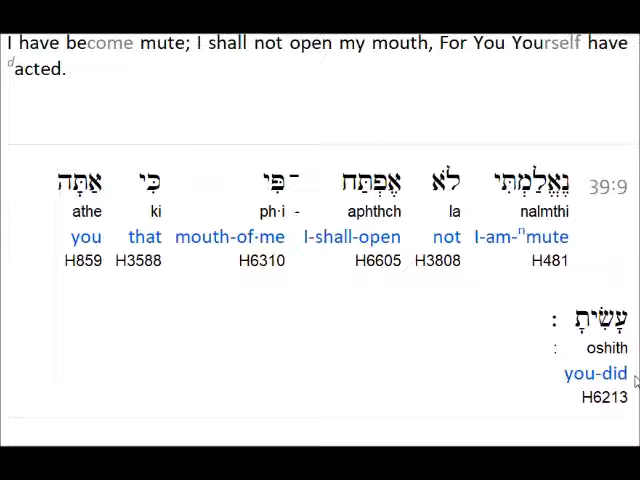 I have become mute; I shall not open my mouth, For You Yourself have
dacted.
39:9 נֶאֱלַמְתִּי לֹא אֶפְתַּח - פִּי כִּי אַתָּה
nalmthi la aphthch - ph·i ki athe
I-am-nmute not I-shall-open mouth-of·me that you
H481 H3808 H6605 H6310 H3588 H859
עָשִׂיתָ :
oshith :
you-did
H6213